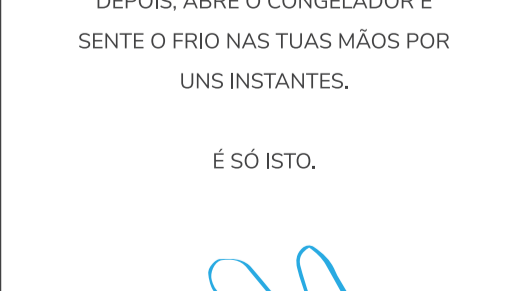 DEPOIS, ABRE O CONGELADOR E
SENTE O FRIO NAS TUAS MÃOS POR
UNS INSTANTES.
É SÓ ISTO.